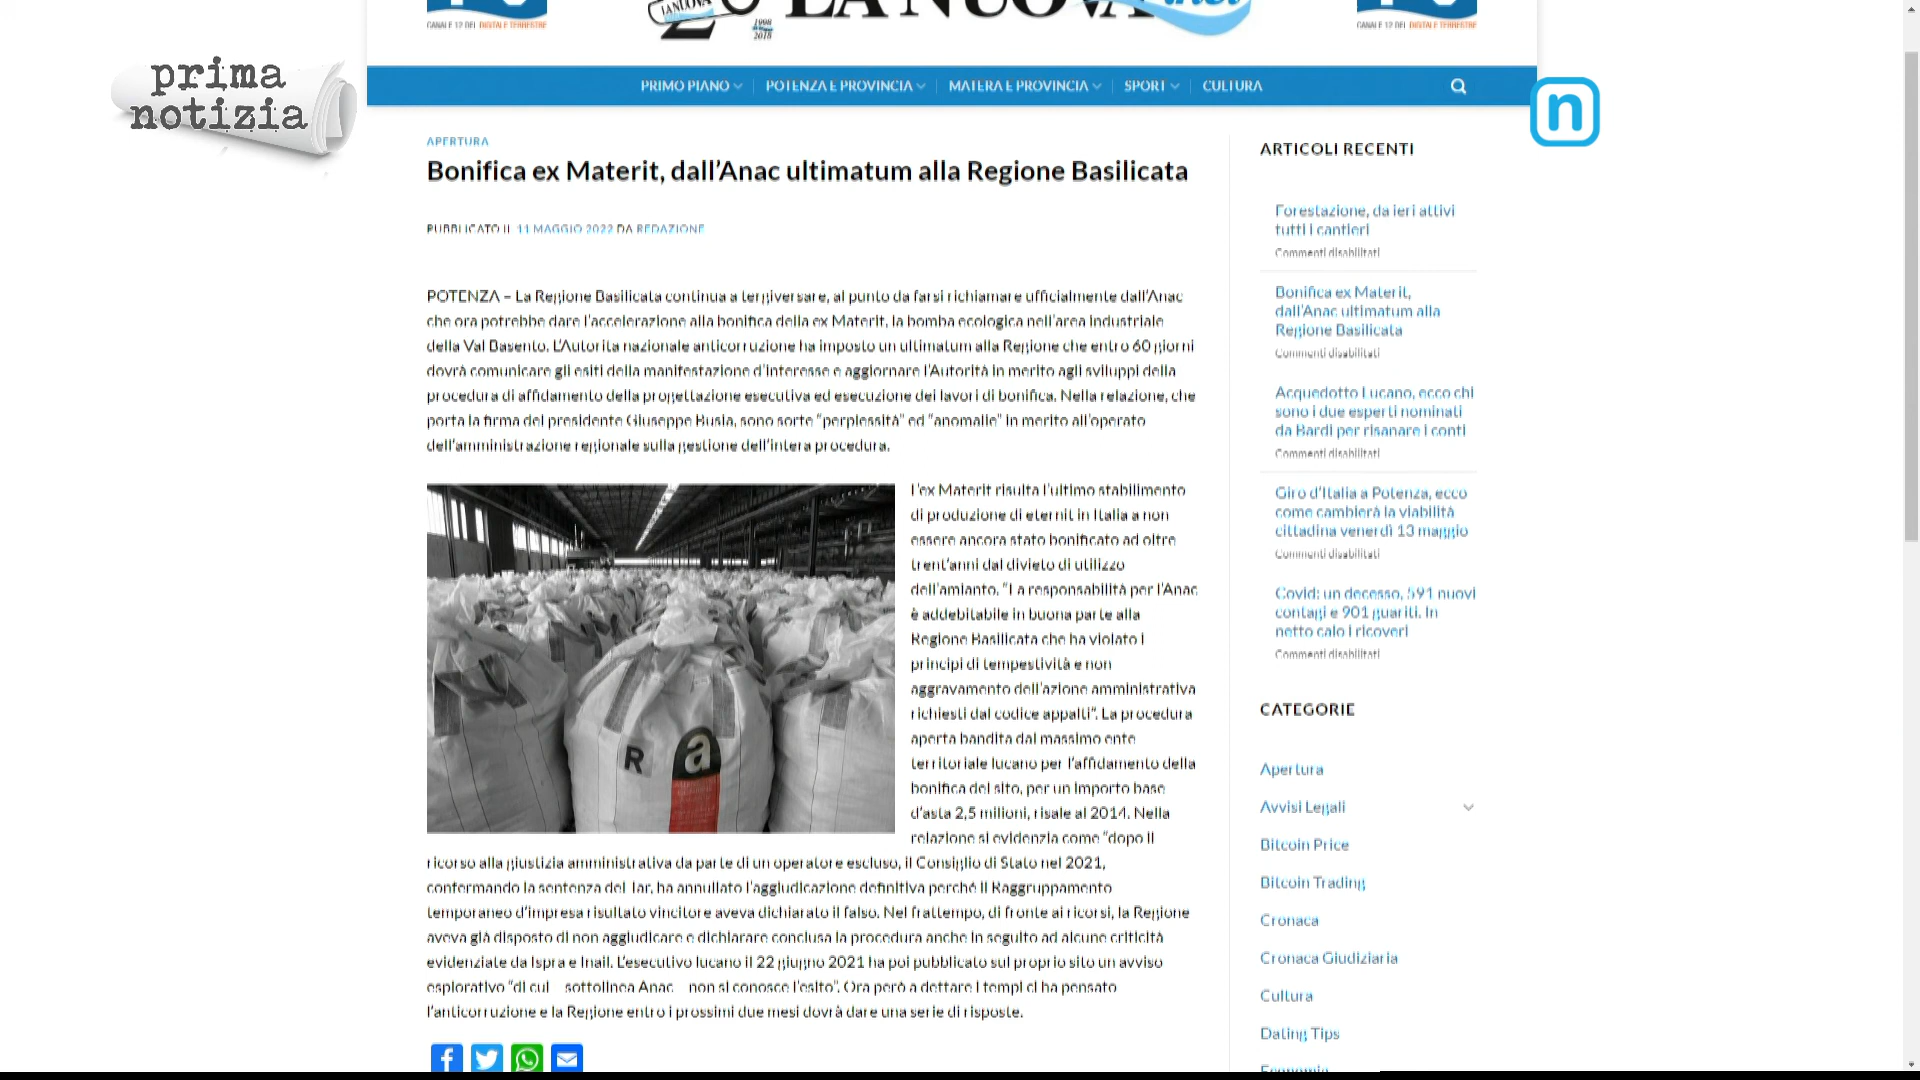 CANALE 12 DEL DIGITALE TERRESTRE
LA NUOVA
1998
2018
LA NUOVA
CANALE 12 DEL DIGITALE TERRESTRE
prima
notizia
PRIMO PIANO
POTENZA E PROVINCIA
MATERA E PROVINCIA
SPORT
CULTURA
n
APERTURA
Bonifica ex Materit, dall’Anac ultimatum alla Regione Basilicata
PUBBLICATO IL 11 MAGGIO 2022 DA REDAZIONE
POTENZA – La Regione Basilicata continua a tergiversare, al punto da farsi richiamare ufficialmente dall’Anac
che ora potrebbe dare l’accelerazione alla bonifica della ex Materit, la bomba ecologica nell’area industriale
della Val Basento. L’Autorita nazionale anticorruzione ha imposto un ultimatum alla Regione che entro 60 giorni
dovrà comunicare gli esiti della manifestazione d’interesse e aggiornare l’Autorità in merito agli sviluppi della
procedura di affidamento della progettazione esecutiva ed esecuzione dei lavori di bonifica. Nella relazione, che
porta la firma del presidente Giuseppe Busia, sono sorte “perplessità” ed “anomalie” in merito all’operato
dell’amministrazione regionale sulla gestione dell’intera procedura.
R a
L’ex Materit risulta l’ultimo stabilimento
di produzione di eternit in Italia a non
essere ancora stato bonificato ad oltre
trent’anni dal divieto di utilizzo
dell’amianto. “La responsabilità per l’Anac
è addebitabile in buona parte alla
Regione Basilicata che ha violato i
principi di tempestività e non
aggravamento dell’azione amministrativa
richiesti dal codice appalti”. La procedura
aperta bandita dal massimo ente
territoriale lucano per l’affidamento della
bonifica del sito, per un importo base
d’asta 2,5 milioni, risale al 2014. Nella
relazione si evidenzia come “dopo il
ricorso alla giustizia amministrativa da parte di un operatore escluso, il Consiglio di Stato nel 2021,
confermando la sentenza del Tar, ha annullato l’aggiudicazione definitiva perché il Raggruppamento
temporaneo d’impresa risultato vincitore aveva dichiarato il falso. Nel frattempo, di fronte ai ricorsi, la Regione
aveva già disposto di non aggiudicare e dichiarare conclusa la procedura anche in seguito ad alcune criticità
evidenziate da Ispra e Inail. L’esecutivo lucano il 22 giugno 2021 ha poi pubblicato sul proprio sito un avviso
esplorativo “di cui sottolinea Anac non si conosce l’esito”. Ora però a dettare i tempi ci ha pensato
l’anticorruzione e la Regione entro i prossimi due mesi dovrà dare una serie di risposte.
ARTICOLI RECENTI
Forestazione, da ieri attivi
tutti i cantieri
Commenti disabilitati
Bonifica ex Materit,
dall’Anac ultimatum alla
Regione Basilicata
Commenti disabilitati
Acquedotto Lucano, ecco chi
sono i due esperti nominati
da Bardi per risanare i conti
Commenti disabilitati
Giro d’Italia a Potenza, ecco
come cambierà la viabilità
cittadina venerdì 13 maggio
Commenti disabilitati
Covid: un decesso, 591 nuovi
contagi e 901 guariti. In
netto calo i ricoveri
Commenti disabilitati
CATEGORIE
Apertura
Avvisi Legali
Bitcoin Price
Bitcoin Trading
Cronaca
Cronaca Giudiziaria
Cultura
Dating Tips
Economia